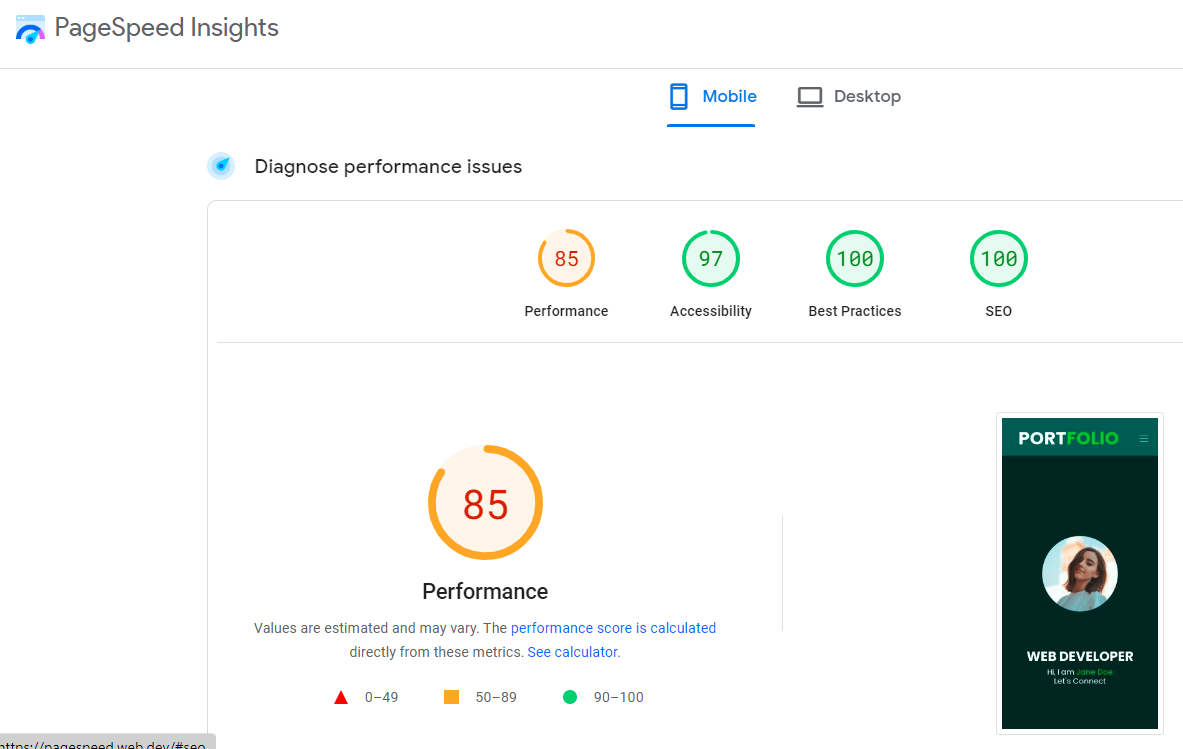 PageSpeed Insights
Mobile Desktop
Diagnose performance issues
85 97 100 100
Performance Accessibility Best Practices SEO
PORTFOLIO
85
Performance
Values are estimated and may vary. The performance score is calculated
directly from these metrics. See calculator.
0–49 50–89 90–100
WEB DEVELOPER
Hi, I am Jane Doe
Let's Connect
https://pagespeed.web.dev/#seo